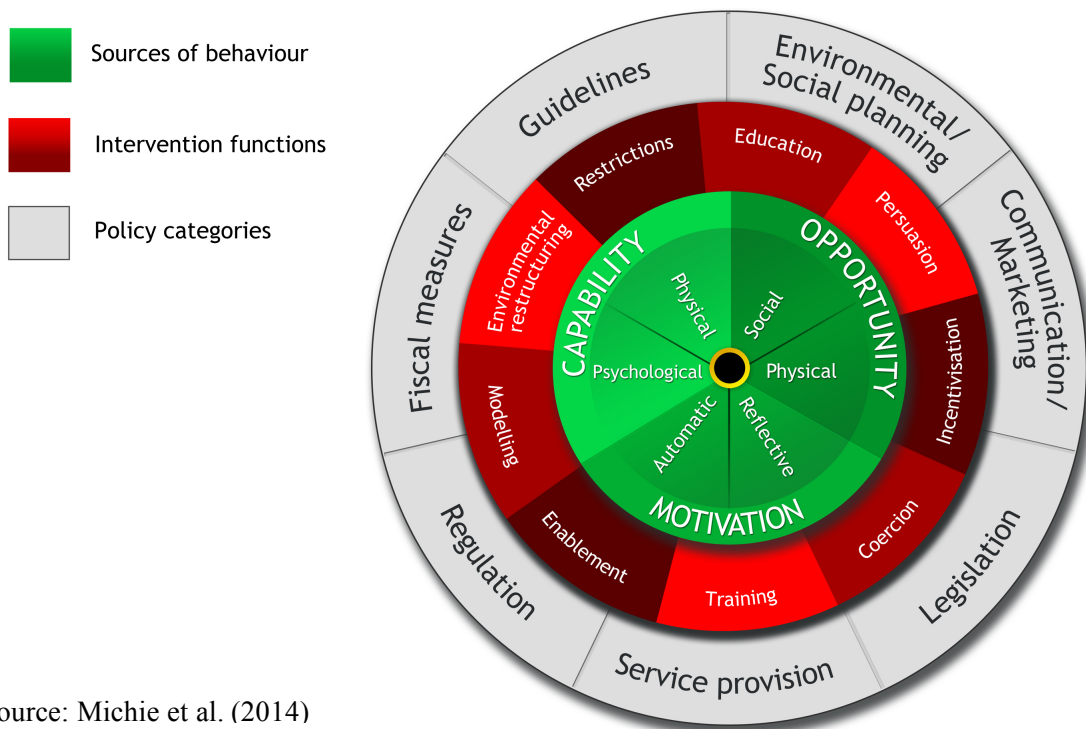 Sources of behaviour
Intervention functions
Policy categories
Guidelines
Environmental/
Social planning
Communication/
Marketing
Legislation
Service provision
Regulation
Fiscal measures
Restrictions
Education
Persuasion
Incentivisation
Coercion
Training
Enablement
Modelling
Environmental
restructuring
CAPABILITY
OPPORTUNITY
MOTIVATION
Physical
Social
Psychological
Physical
Automatic
Reflective
ource: Michie et al. (2014)